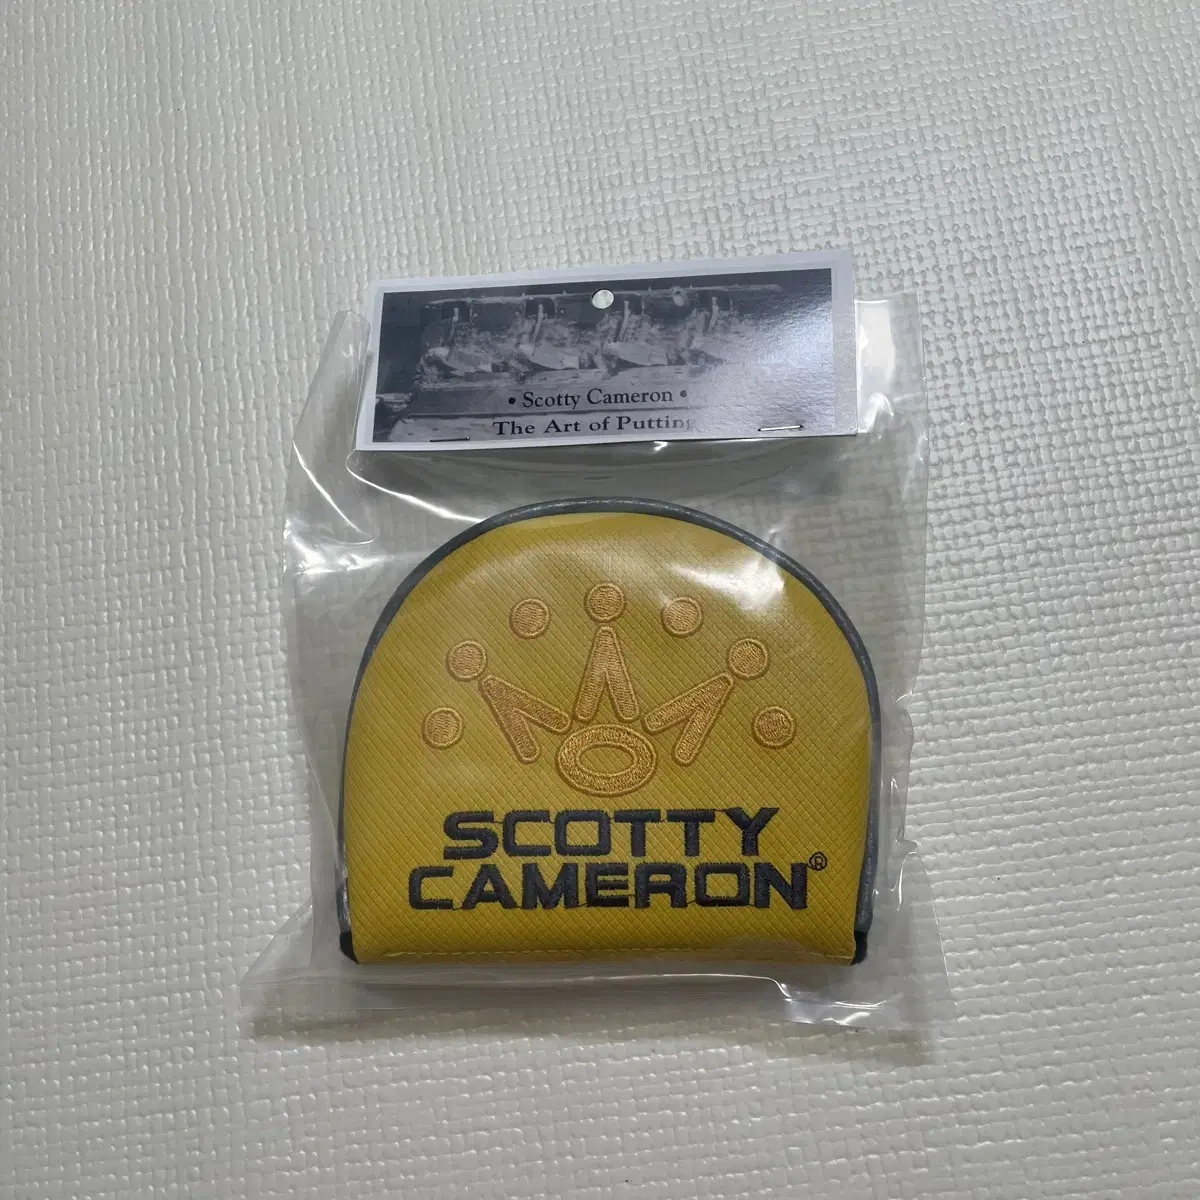 • Scotty Cameron •
The Art of Putting
SCOTTY
CAMERON®